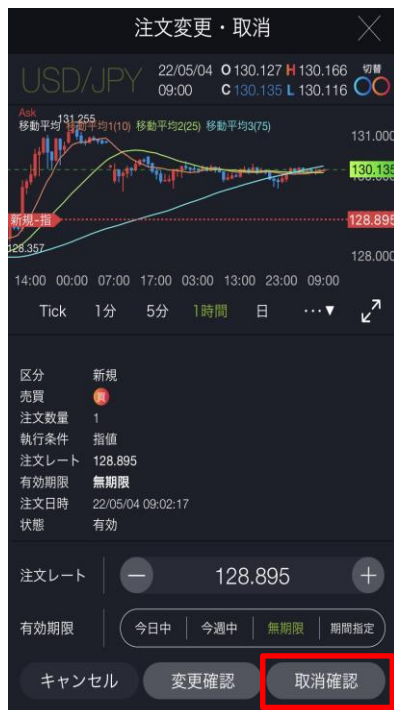 注文変更・取消
USD/JPY 22/05/04 O 130.127 H 130.166 切替
09:00 C 130.135 L 130.116
Ask
131.255
移動平均 移動平均1(10) 移動平均2(25) 移動平均3(75)
131.000
130.135
新規-指
128.895
128.357
128.000
14:00 00:00 07:00 17:00 03:00 13:00 23:00 09:00
Tick 1分 5分 1時間 日 ···▼
区分 新規
売買 買
注文数量 1
執行条件 指値
注文レート 128.895
有効期限 無期限
注文日時 22/05/04 09:02:17
状態 有効
注文レート − 128.895 +
有効期限 今日中 今週中 無期限 期間指定
キャンセル 変更確認 取消確認